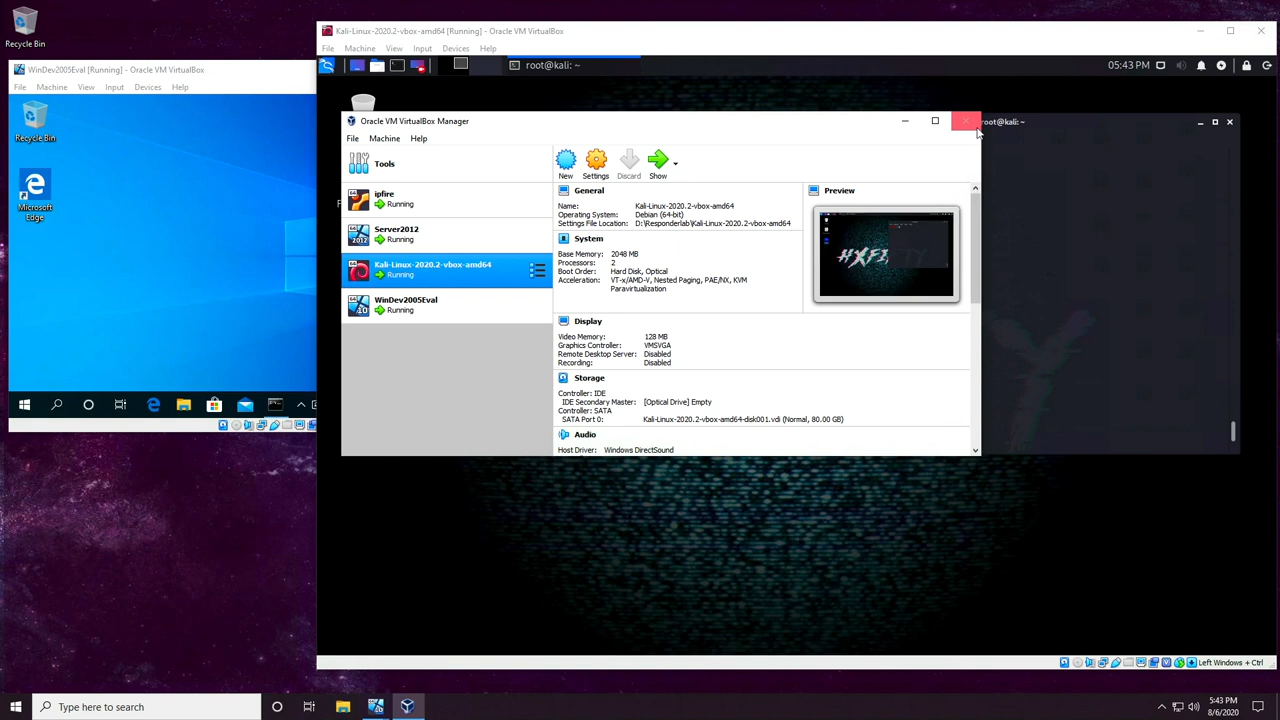 Recycle Bin
Kali-Linux-2020.2-vbox-amd64 [Running] - Oracle VM VirtualBox
File Machine View Input Devices Help
root@kali: ~
05:43 PM
WinDev2005Eval [Running] - Oracle VM VirtualBox
File Machine View Input Devices Help
Recycle Bin
Microsoft
Edge
Oracle VM VirtualBox Manager
root@kali: ~
File Machine Help
Tools
New Settings Discard Show
ipfire
Running
Server2012
Running
Kali-Linux-2020.2-vbox-amd64
Running
WinDev2005Eval
Running
General
Name: Kali-Linux-2020.2-vbox-amd64
Operating System: Debian (64-bit)
Settings File Location: D:\Responderlab\Kali-Linux-2020.2-vbox-amd64
System
Base Memory: 2048 MB
Processors: 2
Boot Order: Hard Disk, Optical
Acceleration: VT-x/AMD-V, Nested Paging, PAE/NX, KVM
Paravirtualization
Preview
Display
Video Memory: 128 MB
Graphics Controller: VMSVGA
Remote Desktop Server: Disabled
Recording: Disabled
Storage
Controller: IDE
IDE Secondary Master: [Optical Drive] Empty
Controller: SATA
SATA Port 0: Kali-Linux-2020.2-vbox-amd64-disk001.vdi (Normal, 80.00 GB)
Audio
Host Driver: Windows DirectSound
Left Windows + Ctrl
Type here to search
5:43 PM
8/6/2020